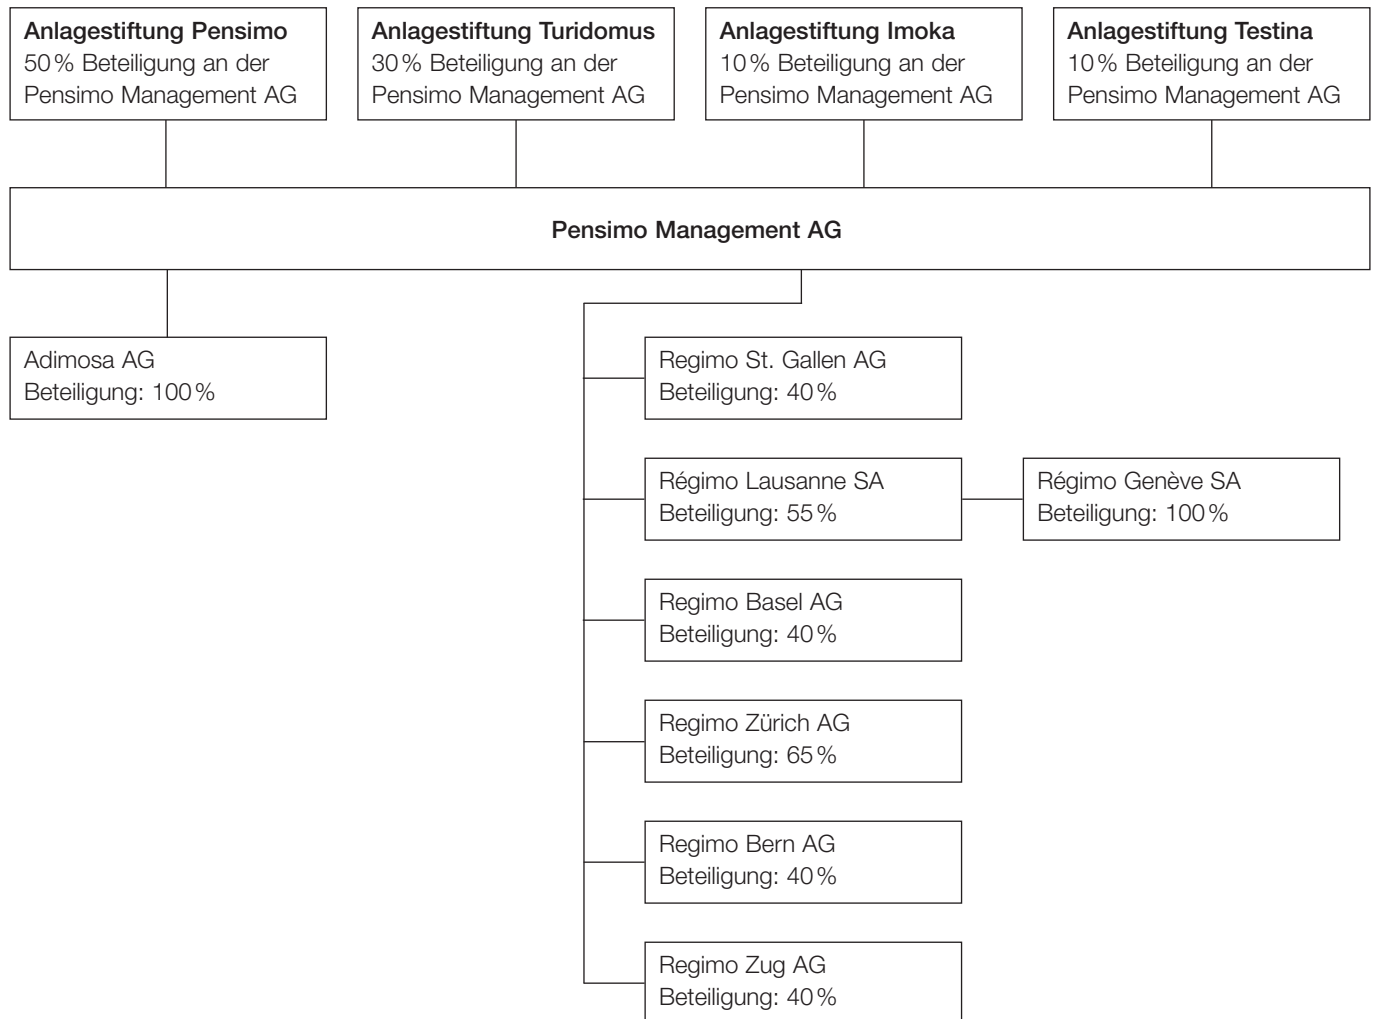 Anlagestiftung Pensimo
50% Beteiligung an der
Pensimo Management AG
Anlagestiftung Turidomus
30% Beteiligung an der
Pensimo Management AG
Anlagestiftung Imoka
10% Beteiligung an der
Pensimo Management AG
Anlagestiftung Testina
10% Beteiligung an der
Pensimo Management AG
Pensimo Management AG
Adimosa AG
Beteiligung: 100%
Regimo St. Gallen AG
Beteiligung: 40%
Régimo Lausanne SA
Beteiligung: 55%
Régimo Genève SA
Beteiligung: 100%
Regimo Basel AG
Beteiligung: 40%
Regimo Zürich AG
Beteiligung: 65%
Regimo Bern AG
Beteiligung: 40%
Regimo Zug AG
Beteiligung: 40%